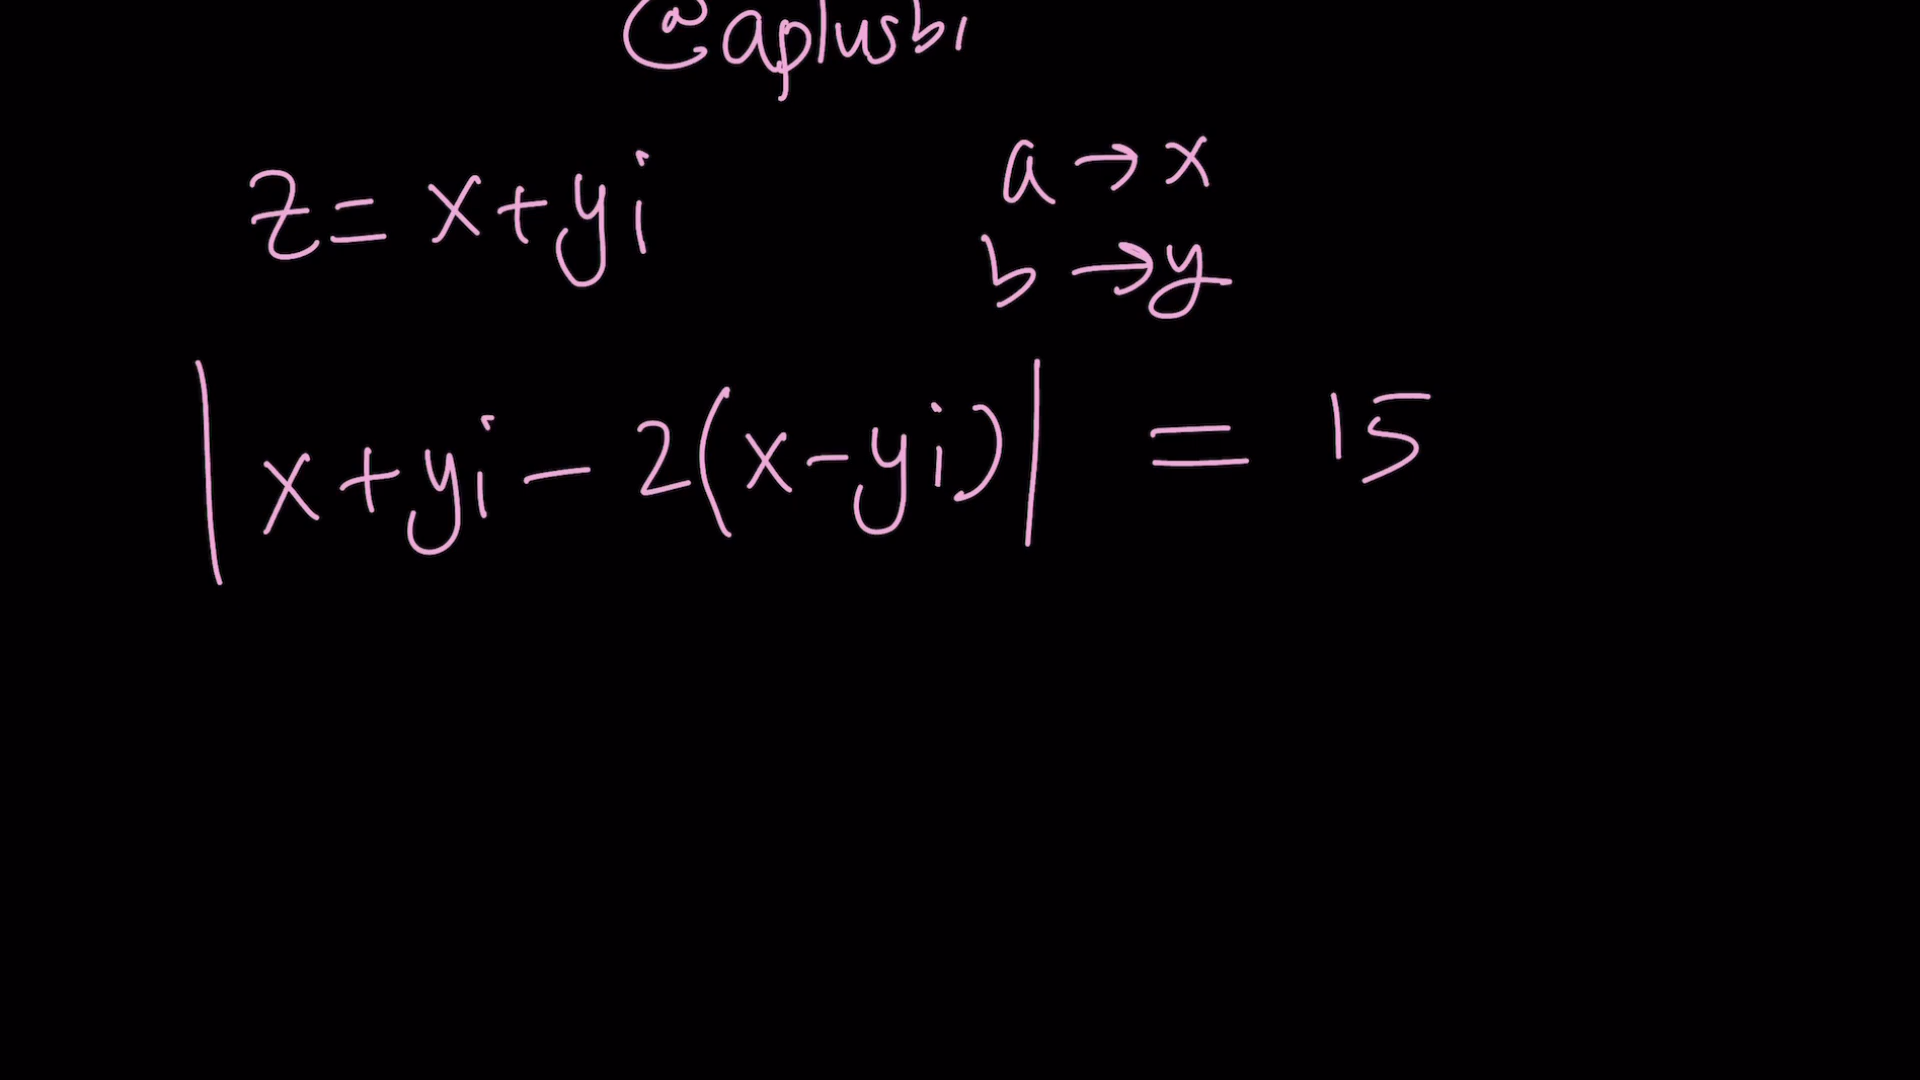 @aplusbi
z = x + yi
a → x
b → y
|x + yi - 2(x - yi)| = 15